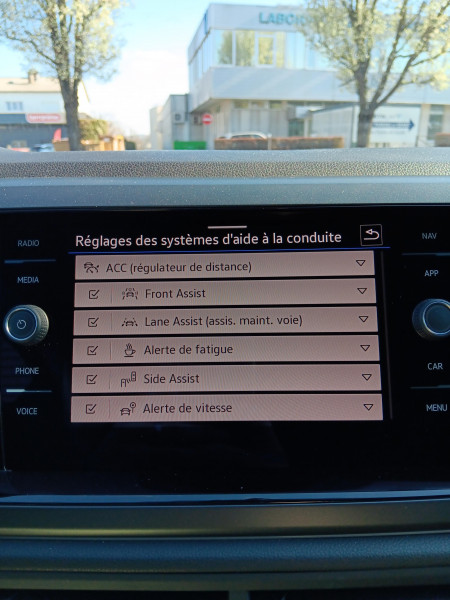 Réglages des systèmes d'aide à la conduite
ACC (régulateur de distance)
Front Assist
Lane Assist (assis. maint. voie)
Alerte de fatigue
Side Assist
Alerte de vitesse
RADIO
MEDIA
PHONE
VOICE
NAV
APP
CAR
MENU